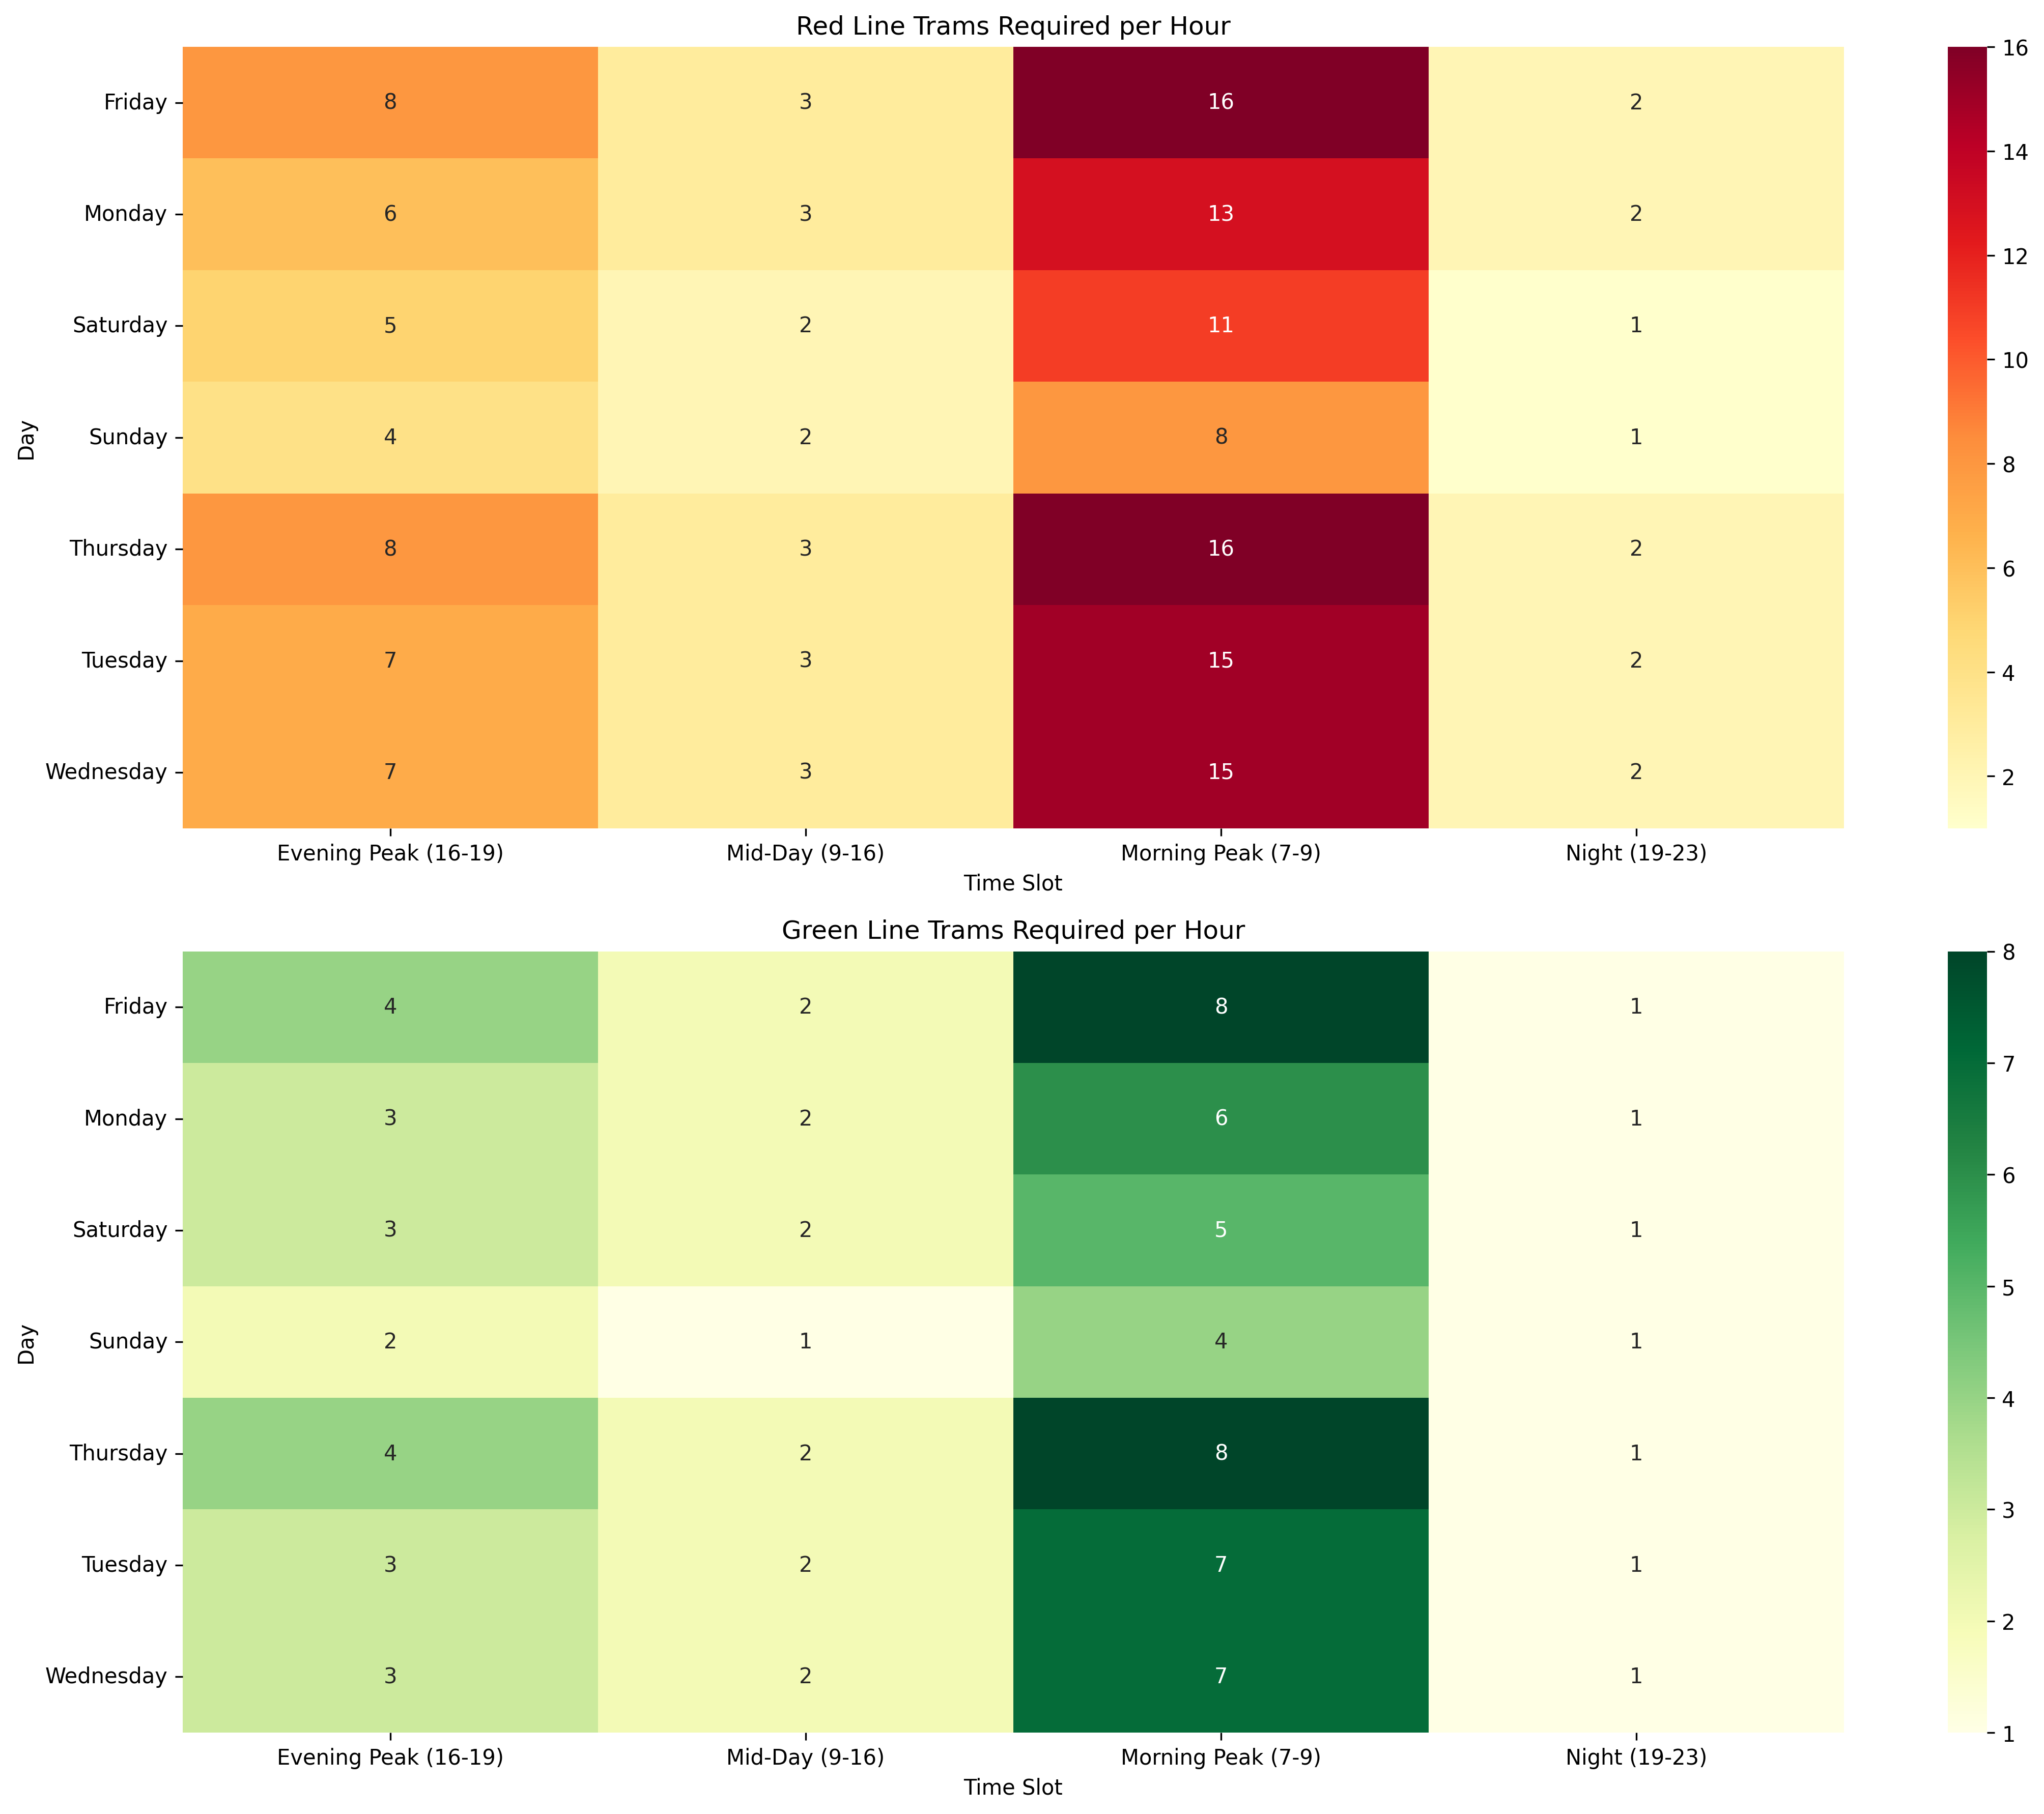 Red Line Trams Required per Hour
Friday 8 3 16 2
Monday 6 3 13 2
Saturday 5 2 11 1
Sunday 4 2 8 1
Thursday 8 3 16 2
Tuesday 7 3 15 2
Wednesday 7 3 15 2
Day
Evening Peak (16-19) Mid-Day (9-16) Morning Peak (7-9) Night (19-23)
Time Slot
16
14
12
10
8
6
4
2
Green Line Trams Required per Hour
Friday 4 2 8 1
Monday 3 2 6 1
Saturday 3 2 5 1
Sunday 2 1 4 1
Thursday 4 2 8 1
Tuesday 3 2 7 1
Wednesday 3 2 7 1
Day
Evening Peak (16-19) Mid-Day (9-16) Morning Peak (7-9) Night (19-23)
Time Slot
8
7
6
5
4
3
2
1